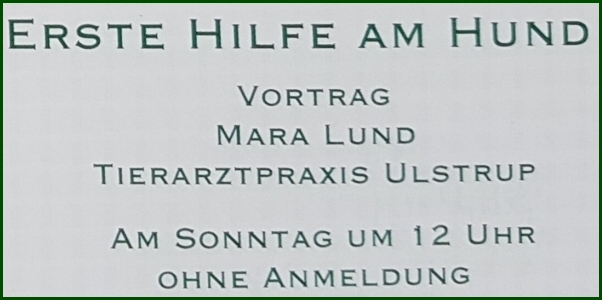 ERSTE HILFE AM HUND
VORTRAG
MARA LUND
TIERARZTPRAXIS ULSTRUP
AM SONNTAG UM 12 UHR
OHNE ANMELDUNG